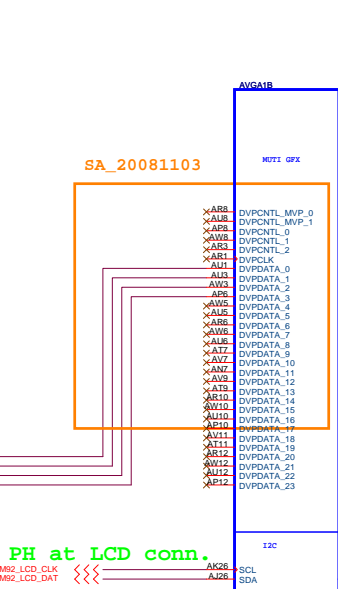 AVGA1B
MUTI GFX
SA_20081103
AR8 DVPCNTL_MVP_0
AU8 DVPCNTL_MVP_1
AP8 DVPCNTL_0
AW8 DVPCNTL_1
AR3 DVPCNTL_2
AR1 DVPCLK
AU1 DVPDATA_0
AU3 DVPDATA_1
AW3 DVPDATA_2
AP6 DVPDATA_3
AW5 DVPDATA_4
AU5 DVPDATA_5
AR6 DVPDATA_6
AW6 DVPDATA_7
AU6 DVPDATA_8
AT7 DVPDATA_9
AV7 DVPDATA_10
AN7 DVPDATA_11
AV9 DVPDATA_12
AT9 DVPDATA_13
AR10 DVPDATA_14
AW10 DVPDATA_15
AU10 DVPDATA_16
AP10 DVPDATA_17
AV11 DVPDATA_18
AT11 DVPDATA_19
AR12 DVPDATA_20
AW12 DVPDATA_21
AU12 DVPDATA_22
AP12 DVPDATA_23
I2C
PH at LCD conn.
M92_LCD_CLK AK26 SCL
M92_LCD_DAT AJ26 SDA